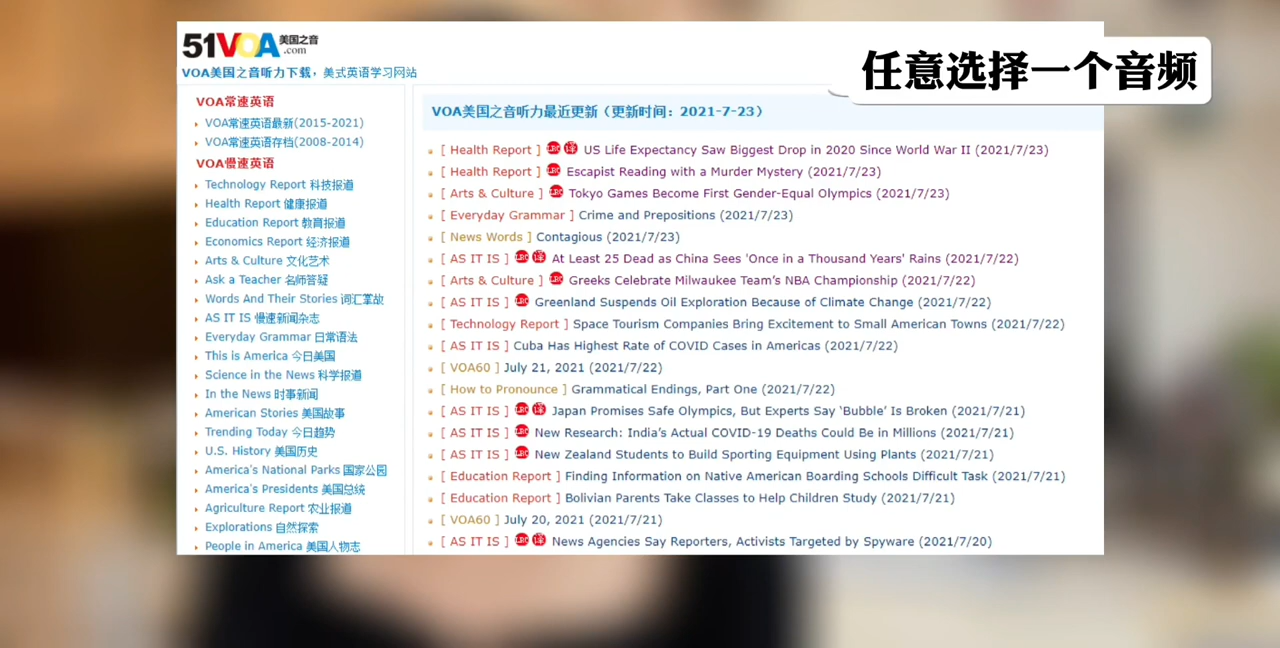 51VOA美国之音.com
任意选择一个音频
VOA美国之音听力下载，美式英语学习网站
VOA常速英语
VOA常速英语最新(2015-2021)
VOA常速英语存档(2008-2014)
VOA慢速英语
Technology Report 科技报道
Health Report 健康报道
Education Report 教育报道
Economics Report 经济报道
Arts & Culture 文化艺术
Ask a Teacher 名师答疑
Words And Their Stories 词汇掌故
AS IT IS 慢速新闻杂志
Everyday Grammar 日常语法
This is America 今日美国
Science in the News 科学报道
In the News 时事新闻
American Stories 美国故事
Trending Today 今日趋势
U.S. History 美国历史
America's National Parks 国家公园
America's Presidents 美国总统
Agriculture Report 农业报道
Explorations 自然探索
People in America 美国人物志
VOA美国之音听力最近更新（更新时间：2021-7-23）
[ Health Report ] LRC 译 US Life Expectancy Saw Biggest Drop in 2020 Since World War II (2021/7/23)
[ Health Report ] LRC Escapist Reading with a Murder Mystery (2021/7/23)
[ Arts & Culture ] LRC Tokyo Games Become First Gender-Equal Olympics (2021/7/23)
[ Everyday Grammar ] Crime and Prepositions (2021/7/23)
[ News Words ] Contagious (2021/7/23)
[ AS IT IS ] LRC 译 At Least 25 Dead as China Sees 'Once in a Thousand Years' Rains (2021/7/22)
[ Arts & Culture ] LRC Greeks Celebrate Milwaukee Team’s NBA Championship (2021/7/22)
[ AS IT IS ] LRC Greenland Suspends Oil Exploration Because of Climate Change (2021/7/22)
[ Technology Report ] Space Tourism Companies Bring Excitement to Small American Towns (2021/7/22)
[ AS IT IS ] Cuba Has Highest Rate of COVID Cases in Americas (2021/7/22)
[ VOA60 ] July 21, 2021 (2021/7/22)
[ How to Pronounce ] Grammatical Endings, Part One (2021/7/22)
[ AS IT IS ] LRC 译 Japan Promises Safe Olympics, But Experts Say ‘Bubble’ Is Broken (2021/7/21)
[ AS IT IS ] LRC New Research: India’s Actual COVID-19 Deaths Could Be in Millions (2021/7/21)
[ AS IT IS ] LRC New Zealand Students to Build Sporting Equipment Using Plants (2021/7/21)
[ Education Report ] Finding Information on Native American Boarding Schools Difficult Task (2021/7/21)
[ Education Report ] Bolivian Parents Take Classes to Help Children Study (2021/7/21)
[ VOA60 ] July 20, 2021 (2021/7/21)
[ AS IT IS ] LRC 译 News Agencies Say Reporters, Activists Targeted by Spyware (2021/7/20)